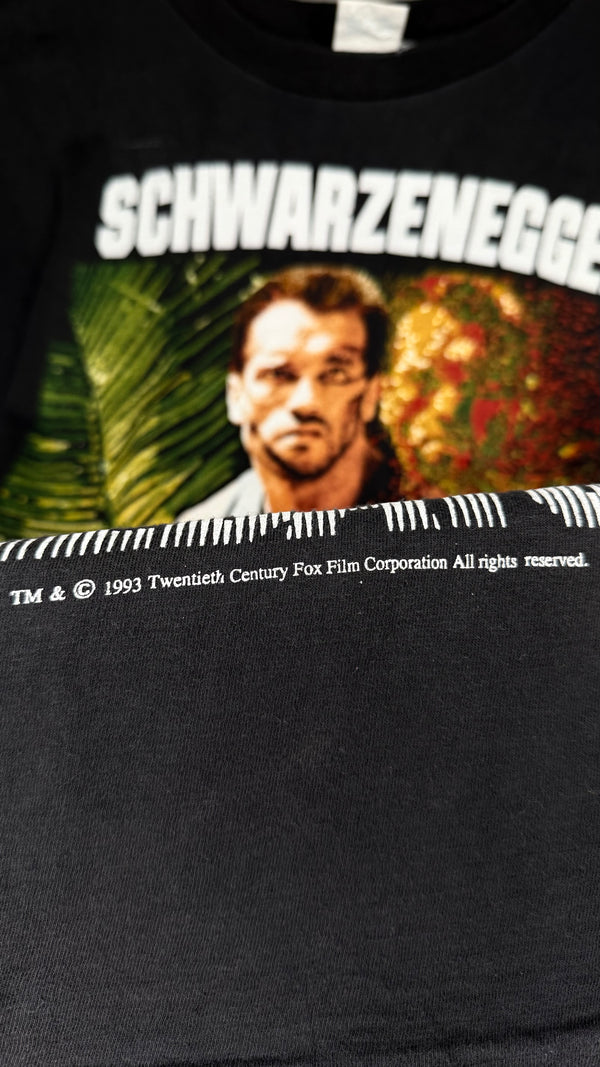 SCHWARZENEGGE
TM & © 1993 Twentieth Century Fox Film Corporation All rights reserved.